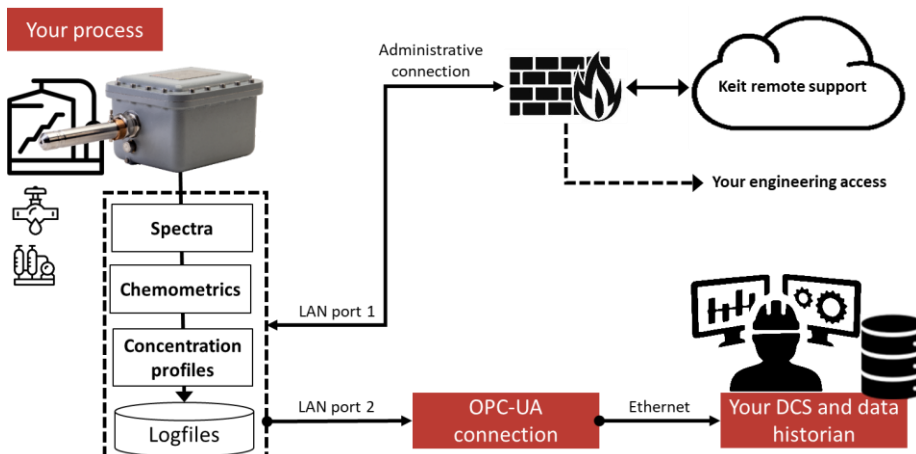 Your process
Administrative
connection
Keit remote support
Your engineering access
Spectra
Chemometrics
LAN port 1
Concentration
profiles
LAN port 2
OPC-UA
connection
Ethernet
Your DCS and data
historian
Logfiles